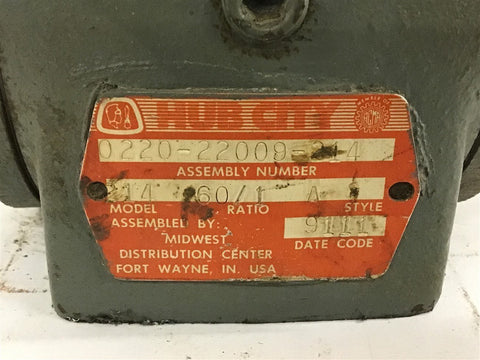 HUB CITY
0220-22009-214
ASSEMBLY NUMBER
214 60/1 A
MODEL RATIO STYLE
ASSEMBLED BY:
MIDWEST
DISTRIBUTION CENTER
FORT WAYNE, IN. USA
9111
DATE CODE